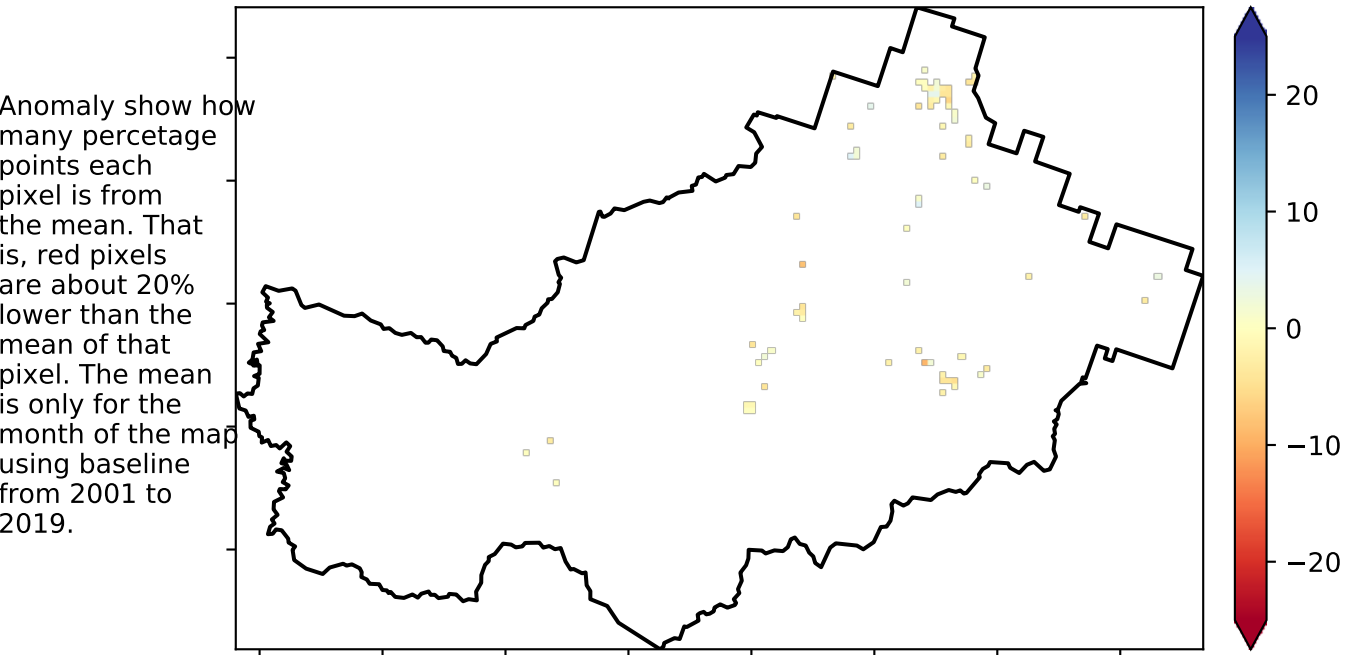 Anomaly show how
many percetage
points each
pixel is from
the mean. That
is, red pixels
are about 20%
lower than the
mean of that
pixel. The mean
is only for the
month of the map
using baseline
from 2001 to
2019.
20
10
0
−10
−20